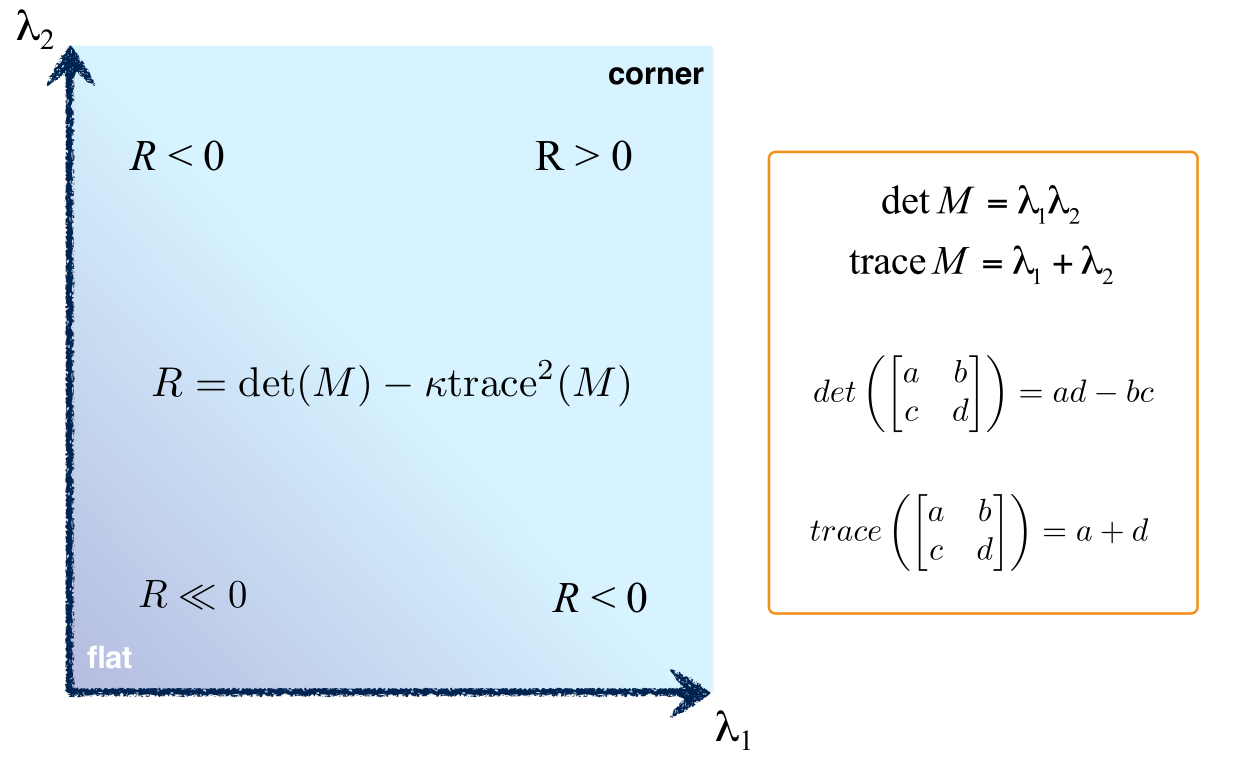 λ₂
corner
R < 0
R > 0
R = det(M) − κtrace²(M)
R ≪ 0
R < 0
flat
λ₁
det M = λ₁λ₂
trace M = λ₁ + λ₂
det([a b
c d]) = ad − bc
trace([a b
c d]) = a + d